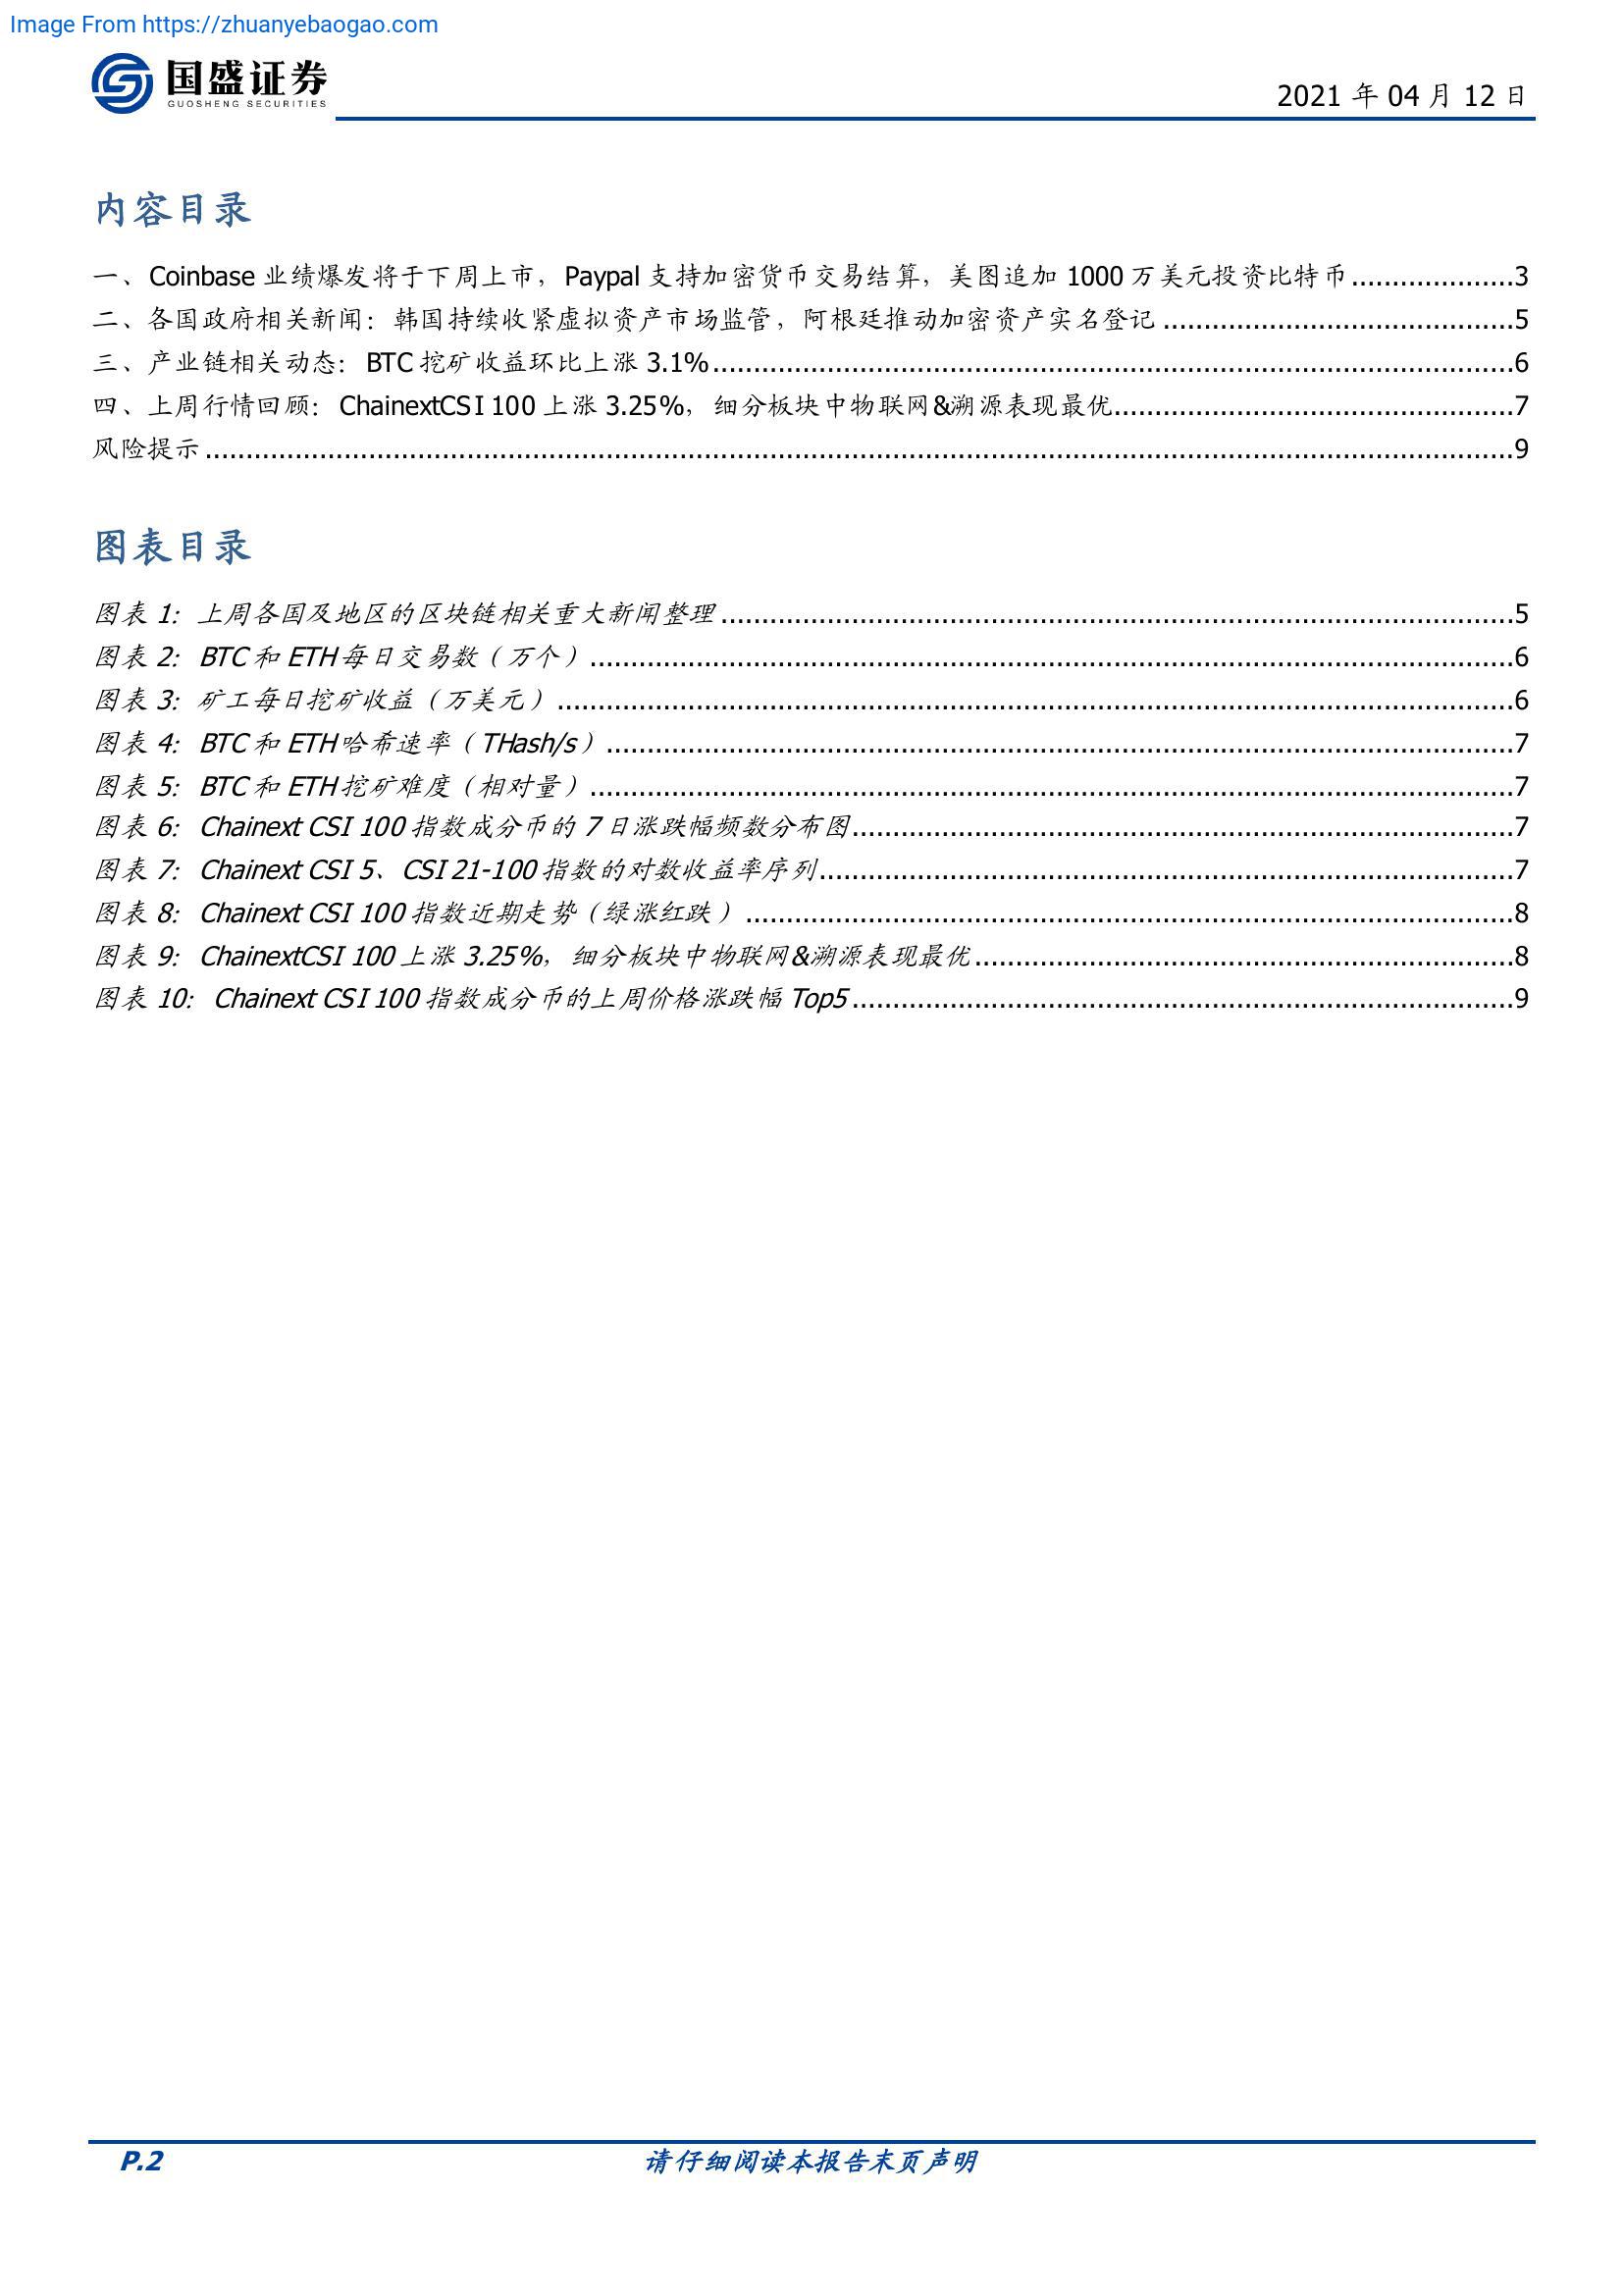 Image From https://zhuanyebaogao.com
国盛证券
GUOSHENG SECURITIES
2021 年 04 月 12 日
内容目录
一、Coinbase 业绩爆发将于下周上市，Paypal 支持加密货币交易结算，美图追加 1000 万美元投资比特币....................3
二、各国政府相关新闻：韩国持续收紧虚拟资产市场监管，阿根廷推动加密资产实名登记...........................................5
三、产业链相关动态：BTC 挖矿收益环比上涨 3.1%..................................................................................................6
四、上周行情回顾：ChainextCSI 100 上涨 3.25%，细分板块中物联网&溯源表现最优.................................................7
风险提示................................................................................................................................................................9
图表目录
图表 1：上周各国及地区的区块链相关重大新闻整理.................................................................................................5
图表 2：BTC 和 ETH 每日交易数（万个）.................................................................................................................6
图表 3：矿工每日挖矿收益（万美元）.....................................................................................................................6
图表 4：BTC 和 ETH 哈希速率（THash/s）...............................................................................................................7
图表 5：BTC 和 ETH 挖矿难度（相对量）.................................................................................................................7
图表 6：Chainext CSI 100 指数成分币的 7 日涨跌幅频数分布图.................................................................................7
图表 7：Chainext CSI 5、CSI 21-100 指数的对数收益率序列.....................................................................................7
图表 8：Chainext CSI 100 指数近期走势（绿涨红跌）..............................................................................................8
图表 9：ChainextCSI 100 上涨 3.25%，细分板块中物联网&溯源表现最优..................................................................8
图表 10：Chainext CSI 100 指数成分币的上周价格涨跌幅 Top5.................................................................................9
P.2
请仔细阅读本报告末页声明